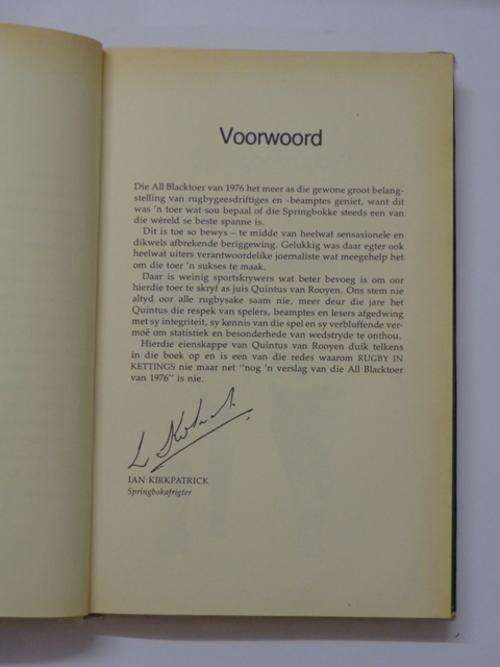 Voorwoord
Die All Blacktoer van 1976 het meer as die gewone groot belang-
stelling van rugbygeesdriftiges en -beamptes geniet, want dit
was 'n toer wat sou bepaal of die Springbokke steeds een van
die wêreld se beste spanne is.
Dit is toe so bewys – te midde van heelwat sensasionele en
dikwels afbrekende beriggewing. Gelukkig was daar egter ook
heelwat uiters verantwoordelike joernaliste wat meegehelp het
om die toer 'n sukses te maak.
Daar is weinig sportskrywers wat beter bevoeg is om oor
hierdie toer te skryf as juis Quintus van Rooyen. Ons stem nie
altyd oor alle rugbysake saam nie, meer deur die jare het
Quintus die respek van spelers, beamptes en lesers afgedwing
met sy integriteit, sy kennis van die spel en sy verbluffende ver-
moë om statistiek en besonderhede van wedstryde te onthou.
Hierdie eienskappe van Quintus van Rooyen duik telkens
in die boek op en is een van die redes waarom RUGBY IN
KETTINGS nie maar net "nog 'n verslag van die All Blacktoer
van 1976" is nie.
IAN KIRKPATRICK
Springbokafrigter